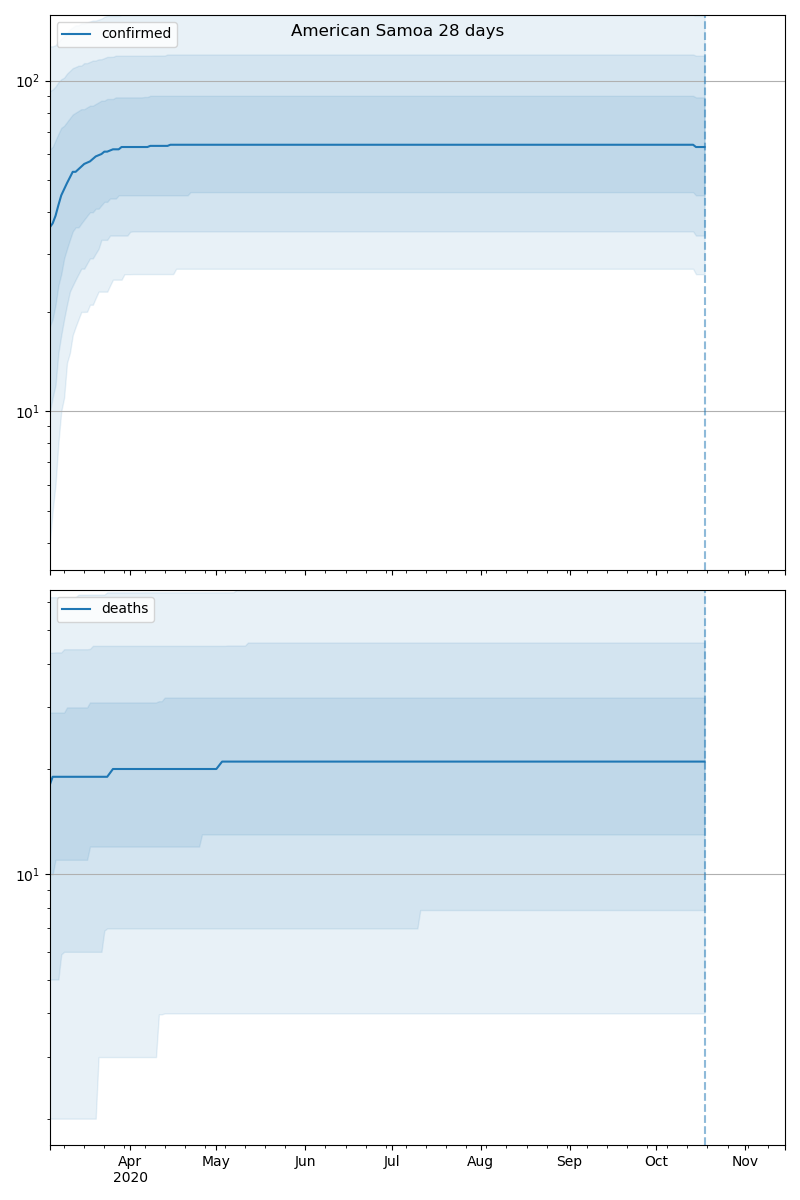 American Samoa 28 days
confirmed
10²
10¹
deaths
10¹
Apr May Jun Jul Aug Sep Oct Nov
2020